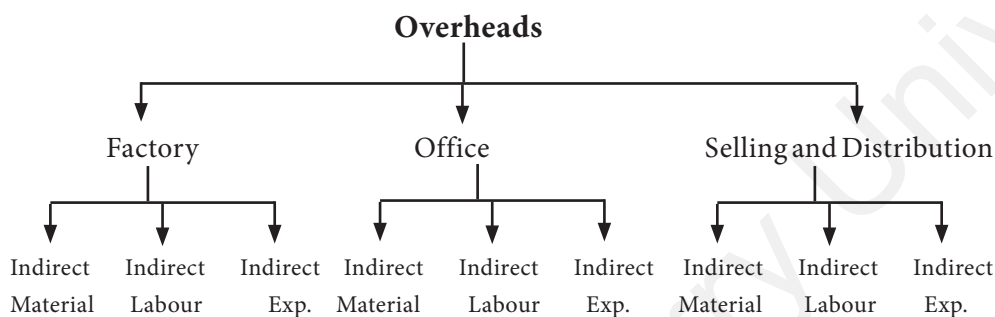 Overheads
Factory Office Selling and Distribution
Indirect Indirect Indirect Indirect Indirect Indirect Indirect Indirect Indirect
Material Labour Exp. Material Labour Exp. Material Labour Exp.